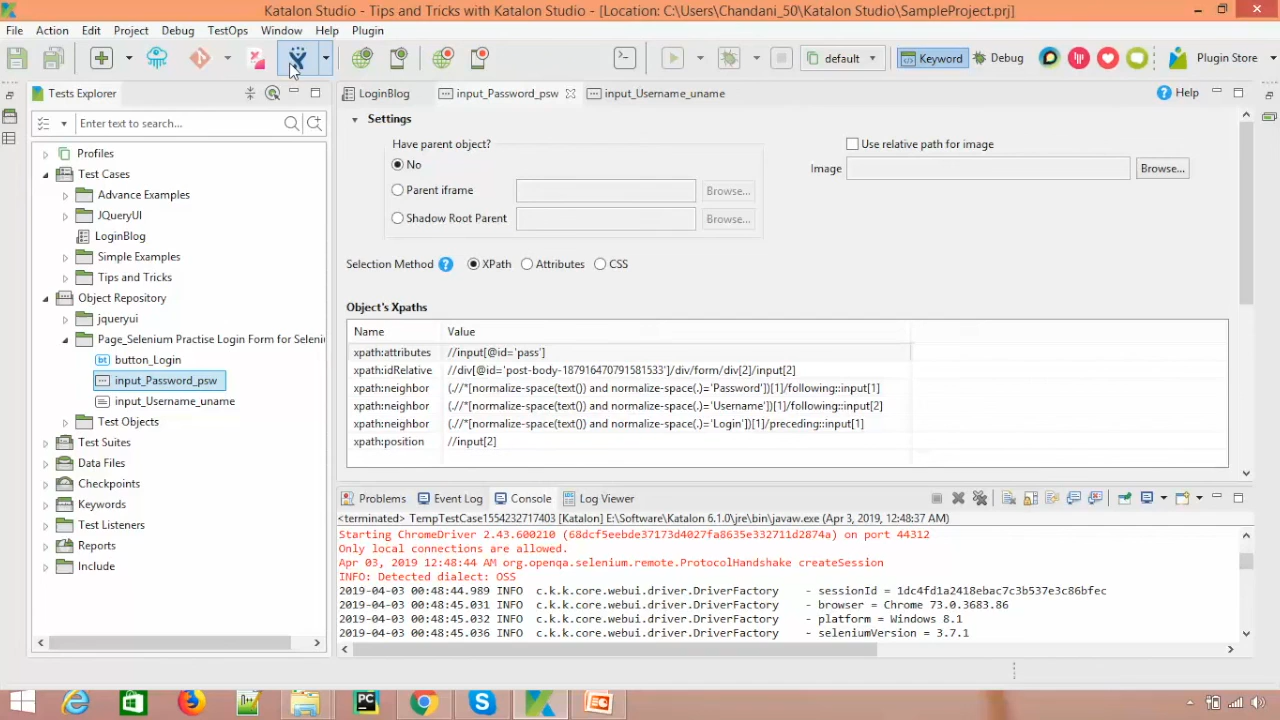 Katalon Studio - Tips and Tricks with Katalon Studio - [Location: C:\Users\Chandani_50\Katalon Studio\SampleProject.prj]
File Action Edit Project Debug TestOps Window Help Plugin
default Keyword Debug Plugin Store
Tests Explorer
LoginBlog input_Password_psw input_Username_uname Help
Enter text to search...
Profiles
Test Cases
Advance Examples
JQueryUI
LoginBlog
Simple Examples
Tips and Tricks
Object Repository
jqueryui
Page_Selenium Practise Login Form for Seleni
button_Login
input_Password_psw
input_Username_uname
Test Objects
Test Suites
Data Files
Checkpoints
Keywords
Test Listeners
Reports
Include
Settings
Have parent object?
No
Parent iframe Browse...
Shadow Root Parent Browse...
Use relative path for image
Image Browse...
Selection Method XPath Attributes CSS
Object's Xpaths
Name Value
xpath:attributes //input[@id='pass']
xpath:idRelative //div[@id='post-body-187916470791581533']/div/form/div[2]/input[2]
xpath:neighbor (.//*[normalize-space(text()) and normalize-space(.)='Password'])[1]/following::input[1]
xpath:neighbor (.//*[normalize-space(text()) and normalize-space(.)='Username'])[1]/following::input[2]
xpath:neighbor (.//*[normalize-space(text()) and normalize-space(.)='Login'])[1]/preceding::input[1]
xpath:position //input[2]
Problems Event Log Console Log Viewer
<terminated> TempTestCase1554232717403 [Katalon] E:\Software\Katalon 6.1.0\jre\bin\javaw.exe (Apr 3, 2019, 12:48:37 AM)
Starting ChromeDriver 2.43.600210 (68dcf5eebde37173d4027fa8635e332711d2874a) on port 44312
Only local connections are allowed.
Apr 03, 2019 12:48:44 AM org.openqa.selenium.remote.ProtocolHandshake createSession
INFO: Detected dialect: OSS
2019-04-03 00:48:44.989 INFO c.k.k.core.webui.driver.DriverFactory - sessionId = 1dc4fd1a2418ebac7c3b537e3c86bfec
2019-04-03 00:48:45.031 INFO c.k.k.core.webui.driver.DriverFactory - browser = Chrome 73.0.3683.86
2019-04-03 00:48:45.032 INFO c.k.k.core.webui.driver.DriverFactory - platform = Windows 8.1
2019-04-03 00:48:45.036 INFO c.k.k.core.webui.driver.DriverFactory - seleniumVersion = 3.7.1